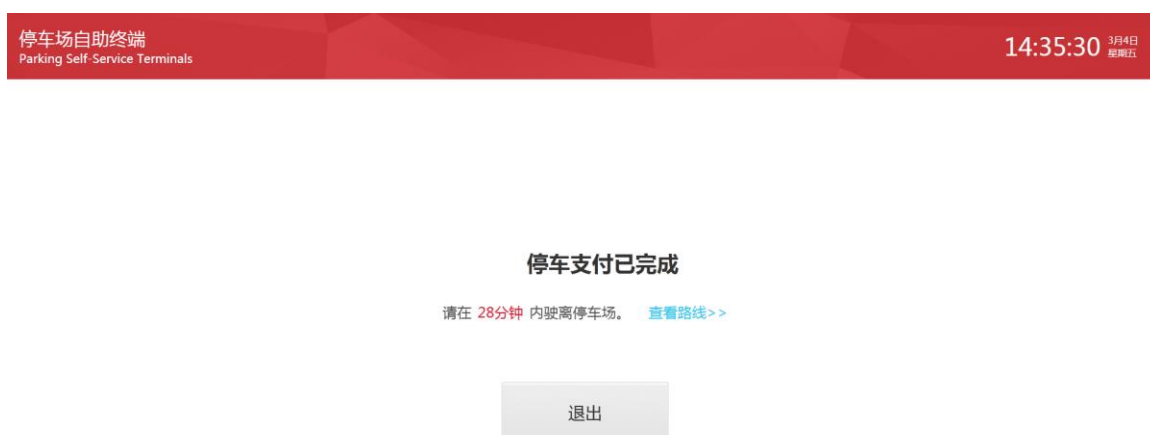 停车场自助终端
Parking Self-Service Terminals
14:35:30 3月4日
星期五
停车支付已完成
请在 28分钟 内驶离停车场。 查看路线>>
退出